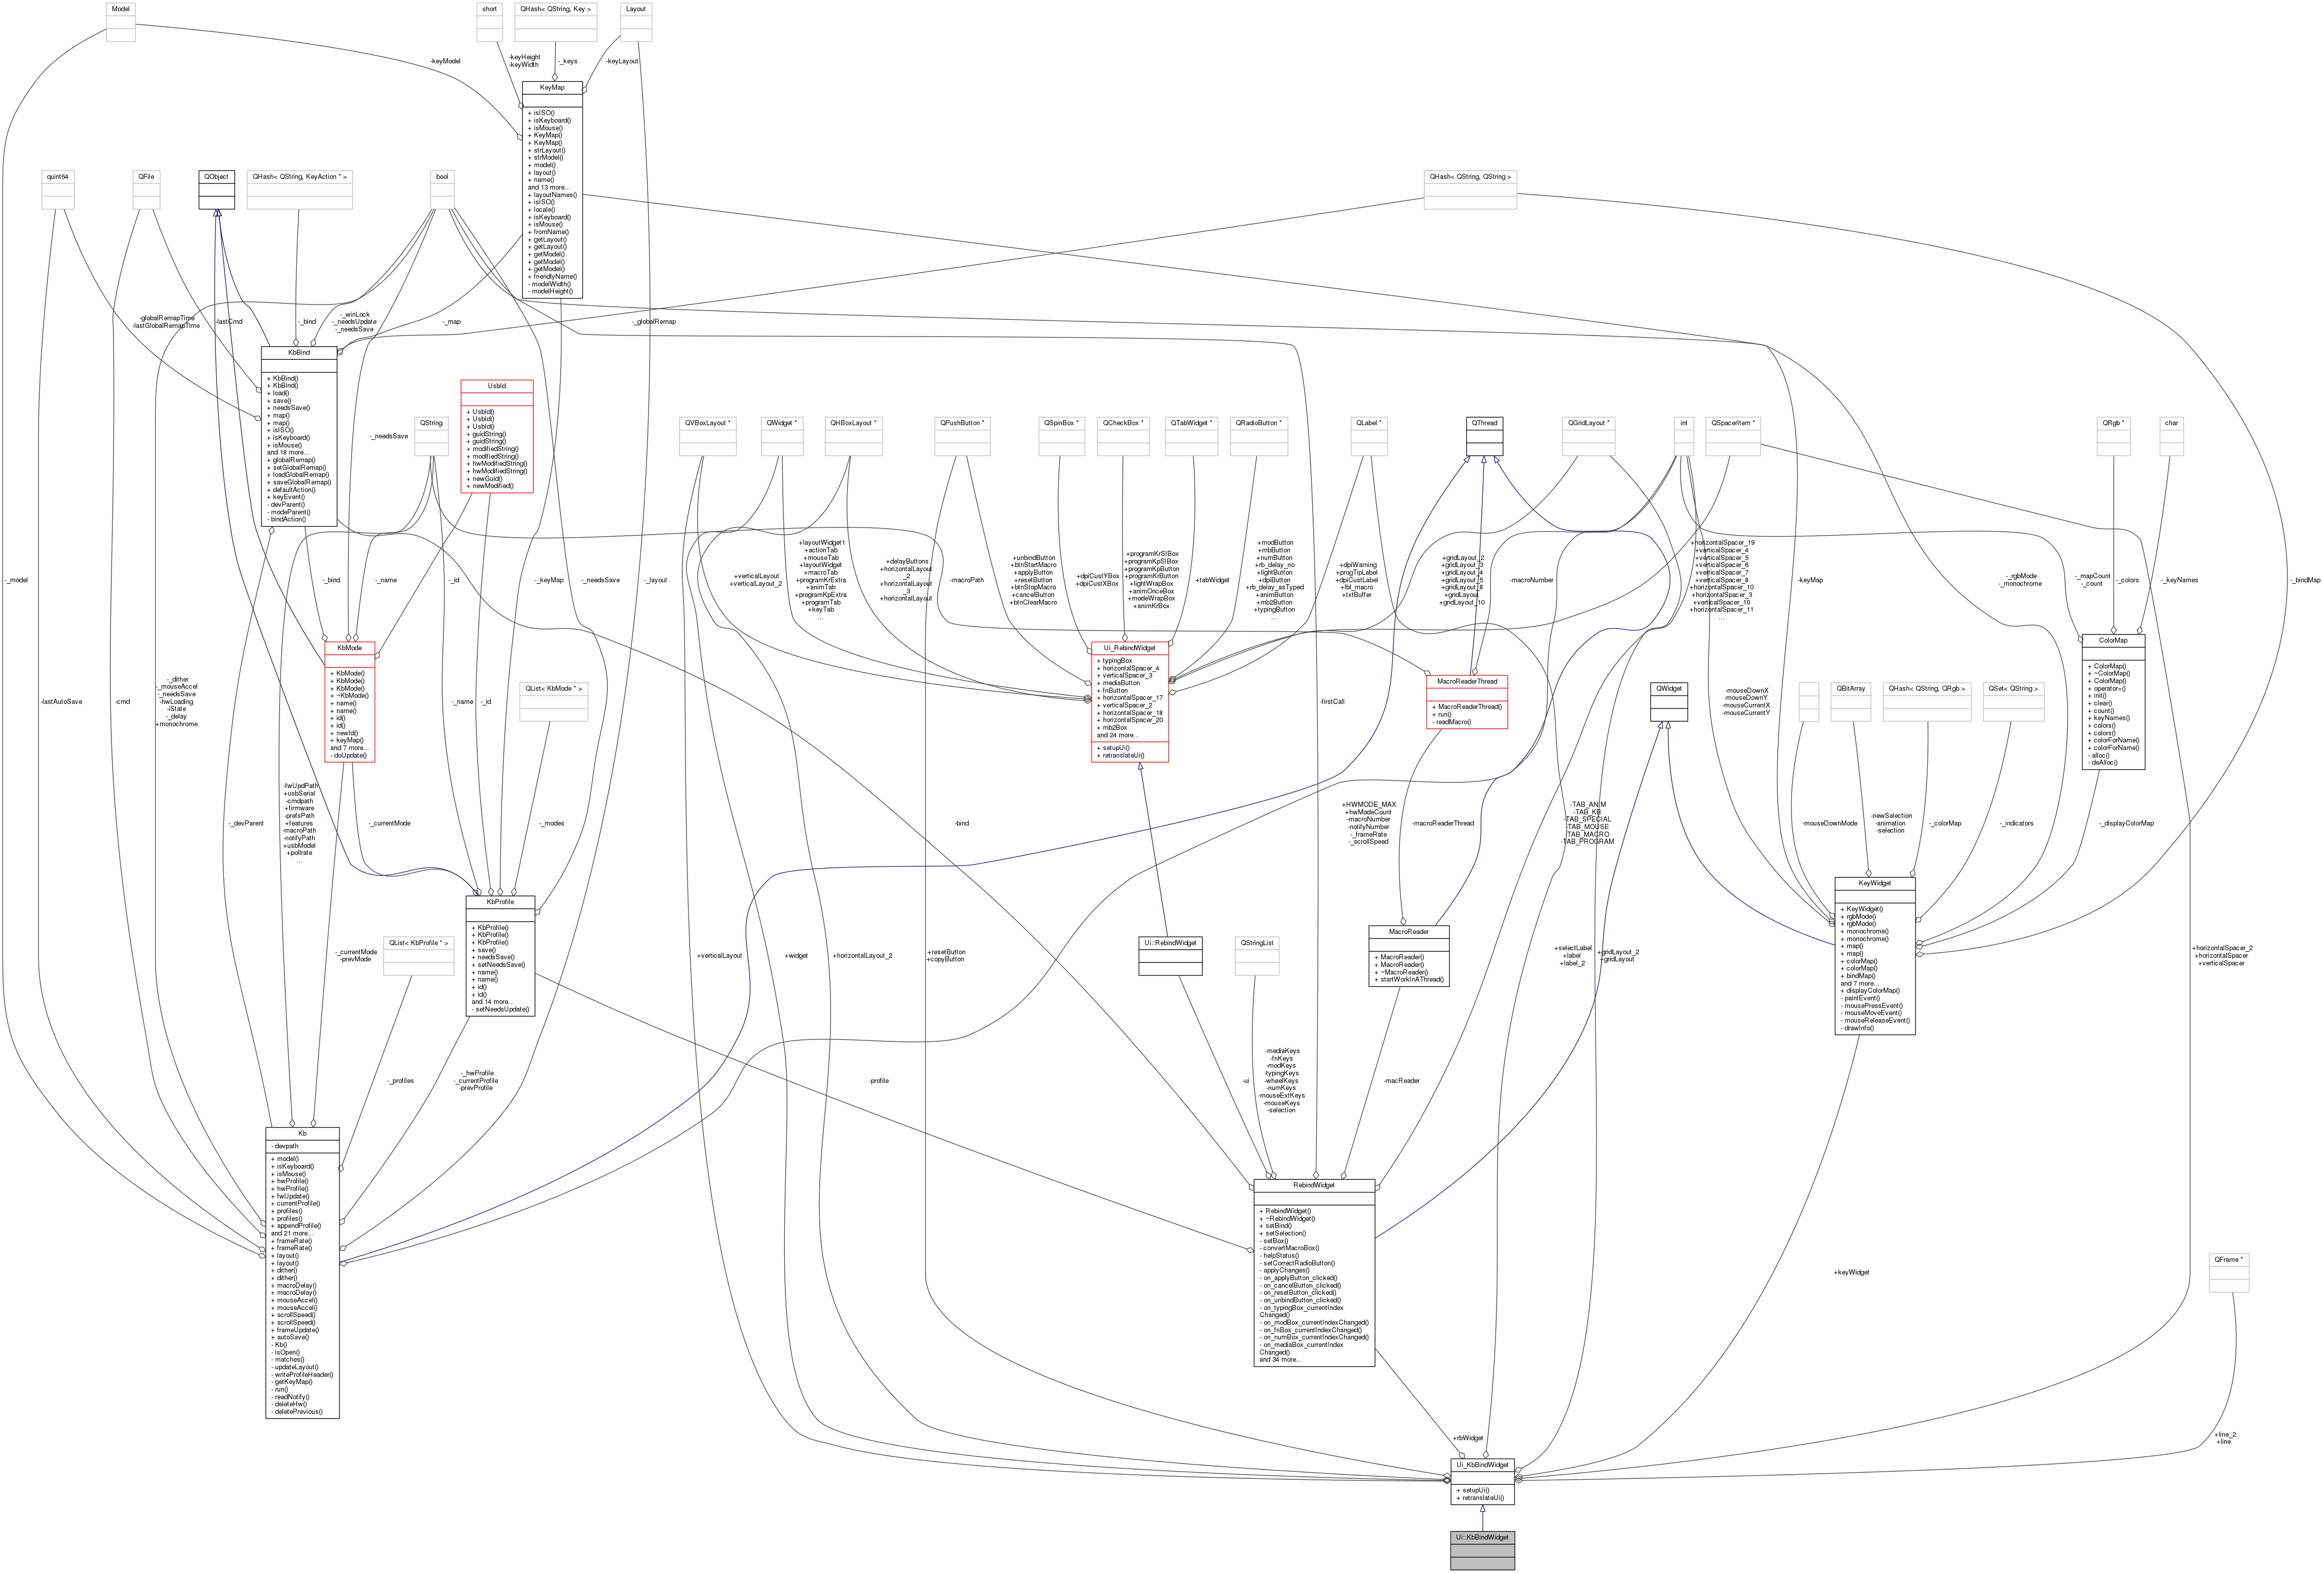 Model
short
QHash< QString, Key >
Layout
-keyModel
-keyHeight
-keyWidth
-_keys
-keyLayout
KeyMap
+ isISO()
+ isKeyboard()
+ isMouse()
+ KeyMap()
+ KeyMap()
+ strLayout()
+ strModel()
+ model()
+ layout()
+ name()
and 13 more...
+ layoutNames()
+ isISO()
+ locale()
+ isKeyboard()
+ isMouse()
+ fromName()
+ getLayout()
+ getLayout()
+ getModel()
+ getModel()
+ getModel()
+ friendlyName()
- modelWidth()
- modelHeight()
quint64
QFile
QObject
QHash< QString, KeyAction * >
bool
QHash< QString, QString >
-globalRemapTime
-lastGlobalRemapTime
-lastCmd
-_bind
-_winLock
-_needsUpdate
-_needsSave
-_map
-_globalRemap
KbBind
+ KbBind()
+ KbBind()
+ load()
+ save()
+ needsSave()
+ map()
+ map()
+ isISO()
+ isKeyboard()
+ isMouse()
and 18 more...
+ globalRemap()
+ setGlobalRemap()
+ loadGlobalRemap()
+ saveGlobalRemap()
+ defaultAction()
+ keyEvent()
- devParent()
- modeParent()
- bindAction()
UsbId
+ UsbId()
+ UsbId()
+ UsbId()
+ guidString()
+ guidString()
+ modifiedString()
+ modifiedString()
+ hwModifiedString()
+ hwModifiedString()
+ newGuid()
+ newModified()
-_needsSave
QString
QVBoxLayout *
QWidget *
QHBoxLayout *
QPushButton *
QSpinBox *
QCheckBox *
QTabWidget *
QRadioButton *
QLabel *
QThread
QGridLayout *
int
QSpacerItem *
QRgb *
char
-_model
-_bind
-_name
-_id
-_keyMap
-_needsSave
-_layout
+verticalLayout
+verticalLayout_2
+layoutWidget1
+actionTab
+mouseTab
+layoutWidget
+macroTab
+programKrExtra
+animTab
+programKpExtra
+programTab
+keyTab
...
+delayButtons
+horizontalLayout
_2
+horizontalLayout
_3
+horizontalLayout
-macroPath
+unbindButton
+btnStartMacro
+applyButton
+resetButton
+btnStopMacro
+cancelButton
+btnClearMacro
+dpiCustYBox
+dpiCustXBox
+programKrSIBox
+programKpSIBox
+programKpButton
+programKrButton
+lightWrapBox
+animOnceBox
+modeWrapBox
+animKrBox
+tabWidget
+modButton
+mbButton
+numButton
+rb_delay_no
+lightButton
+dpiButton
+rb_delay_asTyped
+animButton
+mb2Button
+typingButton
...
+dpiWarning
+progTipLabel
+dpiCustLabel
+lbl_macro
+txtBuffer
+gridLayout_2
+gridLayout_3
+gridLayout_4
+gridLayout_5
+gridLayout_8
+gridLayout
+gridLayout_10
-macroNumber
+horizontalSpacer_19
+verticalSpacer_4
+verticalSpacer_5
+verticalSpacer_6
+verticalSpacer_7
+verticalSpacer_8
+horizontalSpacer_10
+horizontalSpacer_3
+verticalSpacer_10
+horizontalSpacer_11
...
-keyMap
-_rgbMode
-_monochrome
-_mapCount
-_count
-_colors
-_keyNames
-_bindMap
KbMode
+ KbMode()
+ KbMode()
+ KbMode()
+ ~KbMode()
+ name()
+ name()
+ id()
+ id()
+ newId()
+ keyMap()
and 7 more...
- doUpdate()
Ui_RebindWidget
+ typingBox
+ horizontalSpacer_4
+ verticalSpacer_3
+ mediaButton
+ fnButton
+ horizontalSpacer_17
+ verticalSpacer_2
+ horizontalSpacer_18
+ horizontalSpacer_20
+ mb2Box
and 24 more...
+ setupUi()
+ retranslateUi()
MacroReaderThread
+ MacroReaderThread()
+ run()
- readMacro()
ColorMap
+ ColorMap()
+ ~ColorMap()
+ ColorMap()
+ operator=()
+ init()
+ clear()
+ count()
+ keyNames()
+ colors()
+ colors()
+ colorForName()
+ colorForName()
- alloc()
- deAlloc()
-lastAutoSave
-cmd
-_dither
-_mouseAccel
-_needsSave
-hwLoading
-iState
-_delay
+monochrome
-_name
-_id
QList< KbMode * >
-firstCall
QWidget
-mouseDownX
-mouseDownY
-mouseCurrentX
-mouseCurrentY
QBitArray
QHash< QString, QRgb >
QSet< QString >
-_devParent
-fwUpdPath
+usbSerial
-cmdpath
+firmware
-prefsPath
+features
-macroPath
-notifyPath
+usbModel
+pollrate
...
-_currentMode
-_modes
-bind
+HWMODE_MAX
+hwModeCount
-macroNumber
-notifyNumber
-_frameRate
-_scrollSpeed
-macroReaderThread
-TAB_ANIM
-TAB_KB
-TAB_SPECIAL
-TAB_MOUSE
-TAB_MACRO
-TAB_PROGRAM
-mouseDownMode
-newSelection
-animation
-selection
-_colorMap
-_indicators
-_displayColorMap
KbProfile
+ KbProfile()
+ KbProfile()
+ KbProfile()
+ save()
+ needsSave()
+ setNeedsSave()
+ name()
+ name()
+ id()
+ id()
and 14 more...
- setNeedsUpdate()
KeyWidget
+ KeyWidget()
+ rgbMode()
+ rgbMode()
+ monochrome()
+ monochrome()
+ map()
+ map()
+ colorMap()
+ colorMap()
+ bindMap()
and 7 more...
+ displayColorMap()
- paintEvent()
- mousePressEvent()
- mouseMoveEvent()
- mouseReleaseEvent()
- drawInfo()
-_currentMode
-prevMode
QList< KbProfile * >
+verticalLayout
+widget
+horizontalLayout_2
+resetButton
+copyButton
Ui::RebindWidget
QStringList
MacroReader
+ MacroReader()
+ MacroReader()
+ ~MacroReader()
+ startWorkInAThread()
+selectLabel
+label
+label_2
+gridLayout_2
+gridLayout
+horizontalSpacer_2
+horizontalSpacer
+verticalSpacer
-_profiles
-_hwProfile
-_currentProfile
-prevProfile
-profile
-ui
-mediaKeys
-fnKeys
-modKeys
-typingKeys
-wheelKeys
-numKeys
-mouseExtKeys
-mouseKeys
-selection
-macReader
Kb
- devpath
+ model()
+ isKeyboard()
+ isMouse()
+ hwProfile()
+ hwProfile()
+ fwUpdate()
+ currentProfile()
+ profiles()
+ profiles()
+ appendProfile()
and 21 more...
+ frameRate()
+ frameRate()
+ layout()
+ layout()
+ dither()
+ dither()
+ macroDelay()
+ macroDelay()
+ mouseAccel()
+ mouseAccel()
+ scrollSpeed()
+ scrollSpeed()
+ frameUpdate()
+ autoSave()
- Kb()
- isOpen()
- matches()
- updateLayout()
- writeProfileHeader()
- getKeyMap()
- run()
- readNotify()
- deleteHw()
- deletePrevious()
RebindWidget
+ RebindWidget()
+ ~RebindWidget()
+ setBind()
+ setSelection()
- setBox()
- convertMacroBox()
- helpStatus()
- setCorrectRadioButton()
- applyChanges()
- on_applyButton_clicked()
- on_cancelButton_clicked()
- on_resetButton_clicked()
- on_unbindButton_clicked()
- on_typingBox_currentIndex
Changed()
- on_modBox_currentIndexChanged()
- on_fnBox_currentIndexChanged()
- on_numBox_currentIndexChanged()
- on_mediaBox_currentIndex
Changed()
and 34 more...
+keyWidget
QFrame *
+rbWidget
+line_2
+line
Ui_KbBindWidget
+ setupUi()
+ retranslateUi()
Ui::KbBindWidget